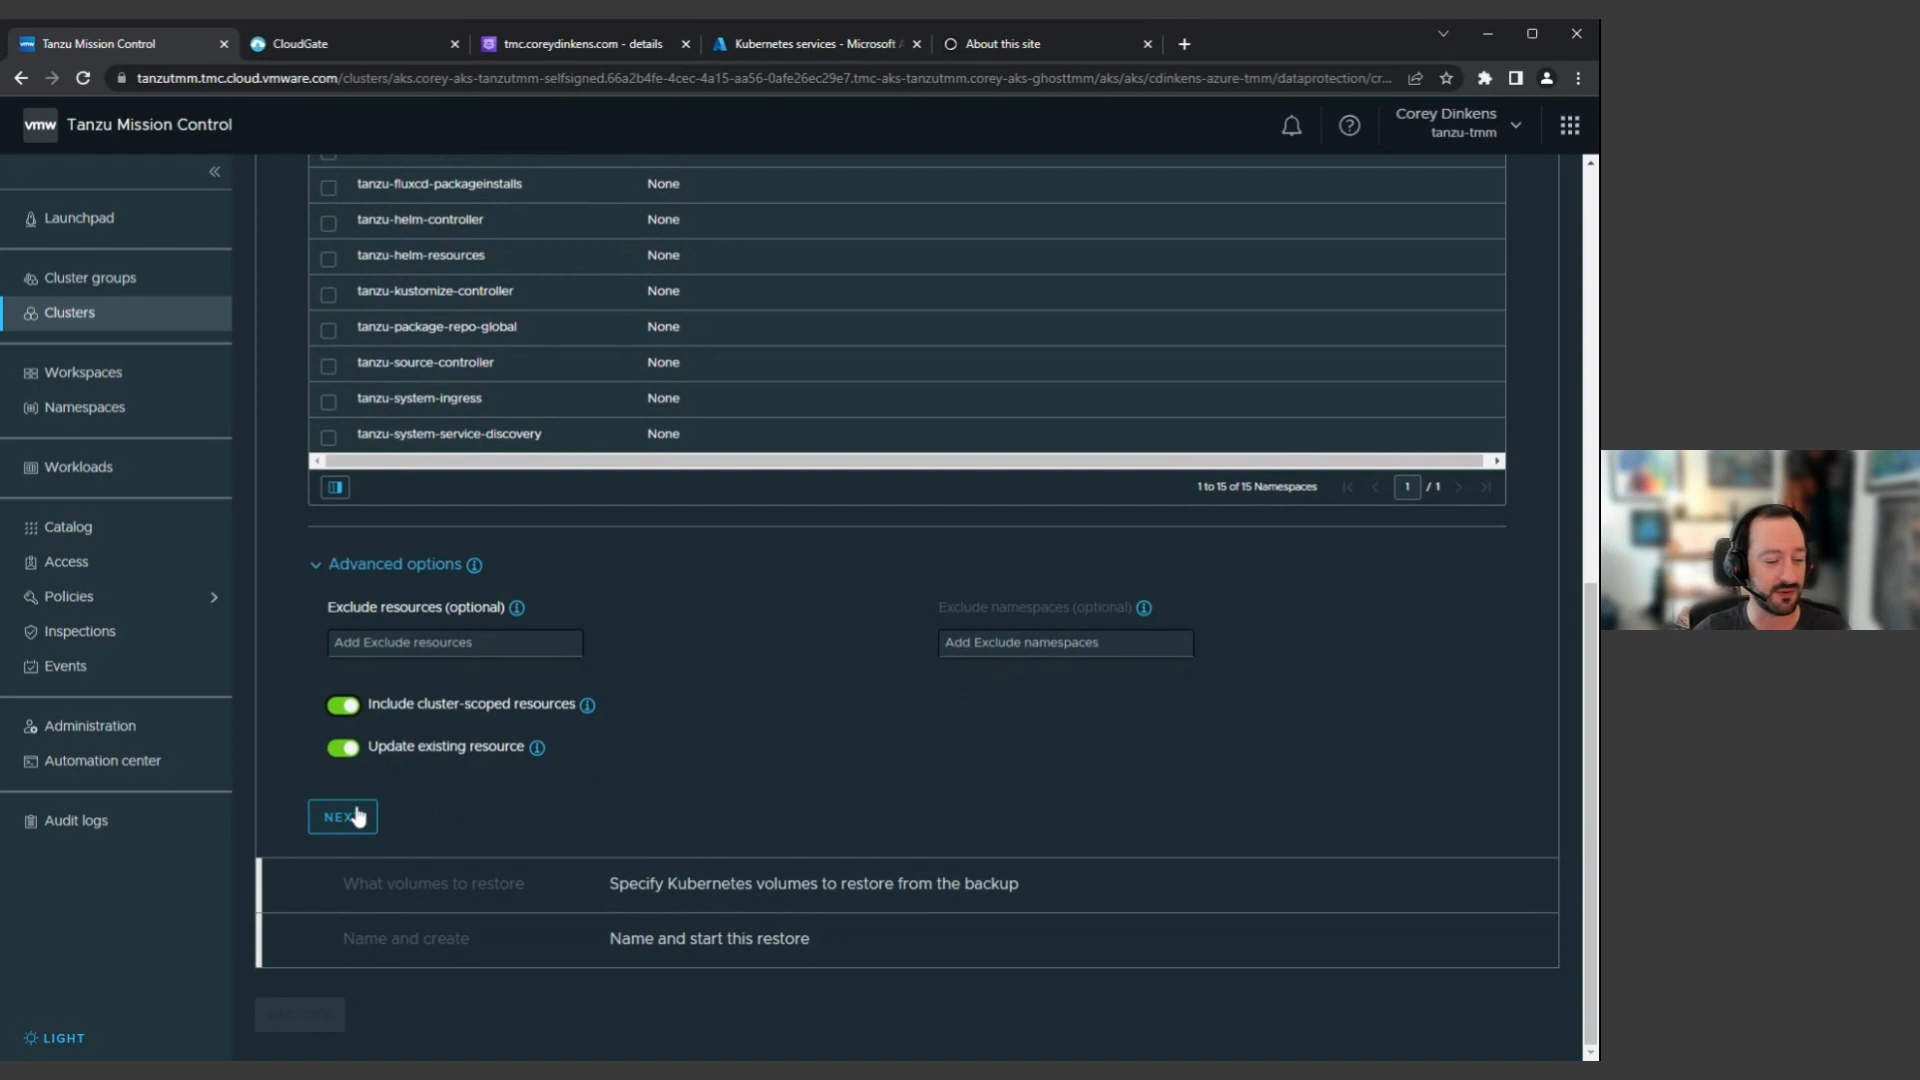 Tanzu Mission Control
CloudGate
tmc.coreydinkens.com - details
Kubernetes services - Microsoft A
About this site
tanzutmm.tmc.cloud.vmware.com/clusters/aks.corey-aks-tanzutmm-selfsigned.66a2b4fe-4cec-4a15-aa56-0afe26ec29e7.tmc-aks-tanzutmm.corey-aks-ghosttmm/aks/aks/cdinkens-azure-tmm/dataprotection/cr...
vmw Tanzu Mission Control
Corey Dinkens
tanzu-tmm
Launchpad
Cluster groups
Clusters
Workspaces
Namespaces
Workloads
Catalog
Access
Policies
Inspections
Events
Administration
Automation center
Audit logs
LIGHT
tanzu-fluxcd-packageinstalls None
tanzu-helm-controller None
tanzu-helm-resources None
tanzu-kustomize-controller None
tanzu-package-repo-global None
tanzu-source-controller None
tanzu-system-ingress None
tanzu-system-service-discovery None
1 to 15 of 15 Namespaces
1 / 1
Advanced options
Exclude resources (optional)
Add Exclude resources
Exclude namespaces (optional)
Add Exclude namespaces
Include cluster-scoped resources
Update existing resource
NEX
What volumes to restore Specify Kubernetes volumes to restore from the backup
Name and create Name and start this restore